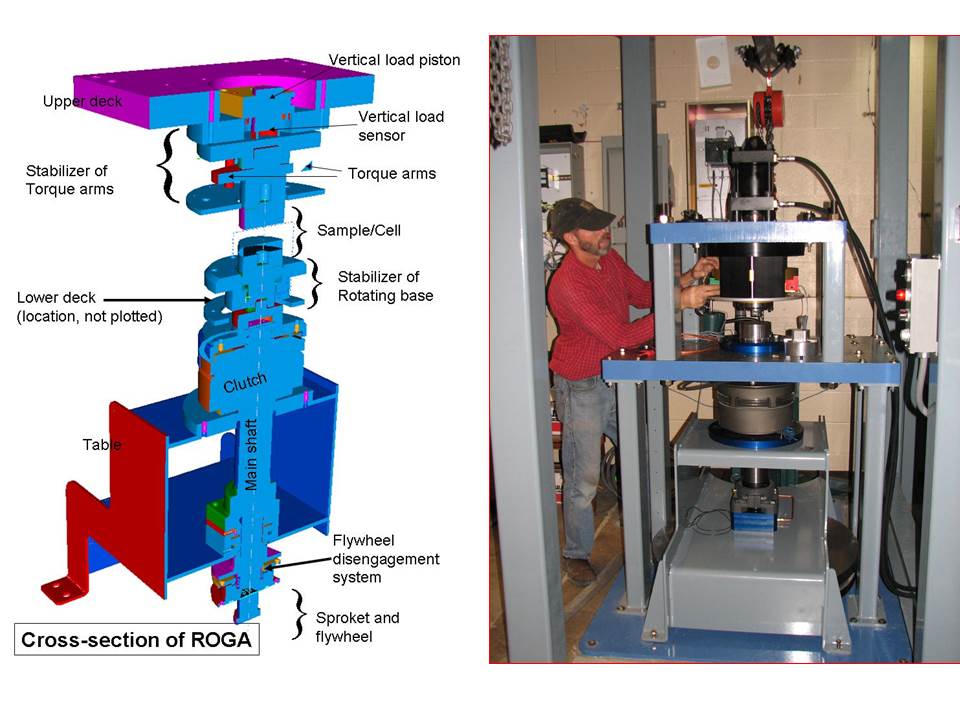 Vertical load piston
Upper deck
Vertical load
sensor
Stabilizer of
Torque arms
Torque arms
Sample/Cell
Stabilizer of
Rotating base
Lower deck
(location, not plotted)
Clutch
Table
Main shaft
Flywheel
disengagement
system
Sproket and
flywheel
Cross-section of ROGA